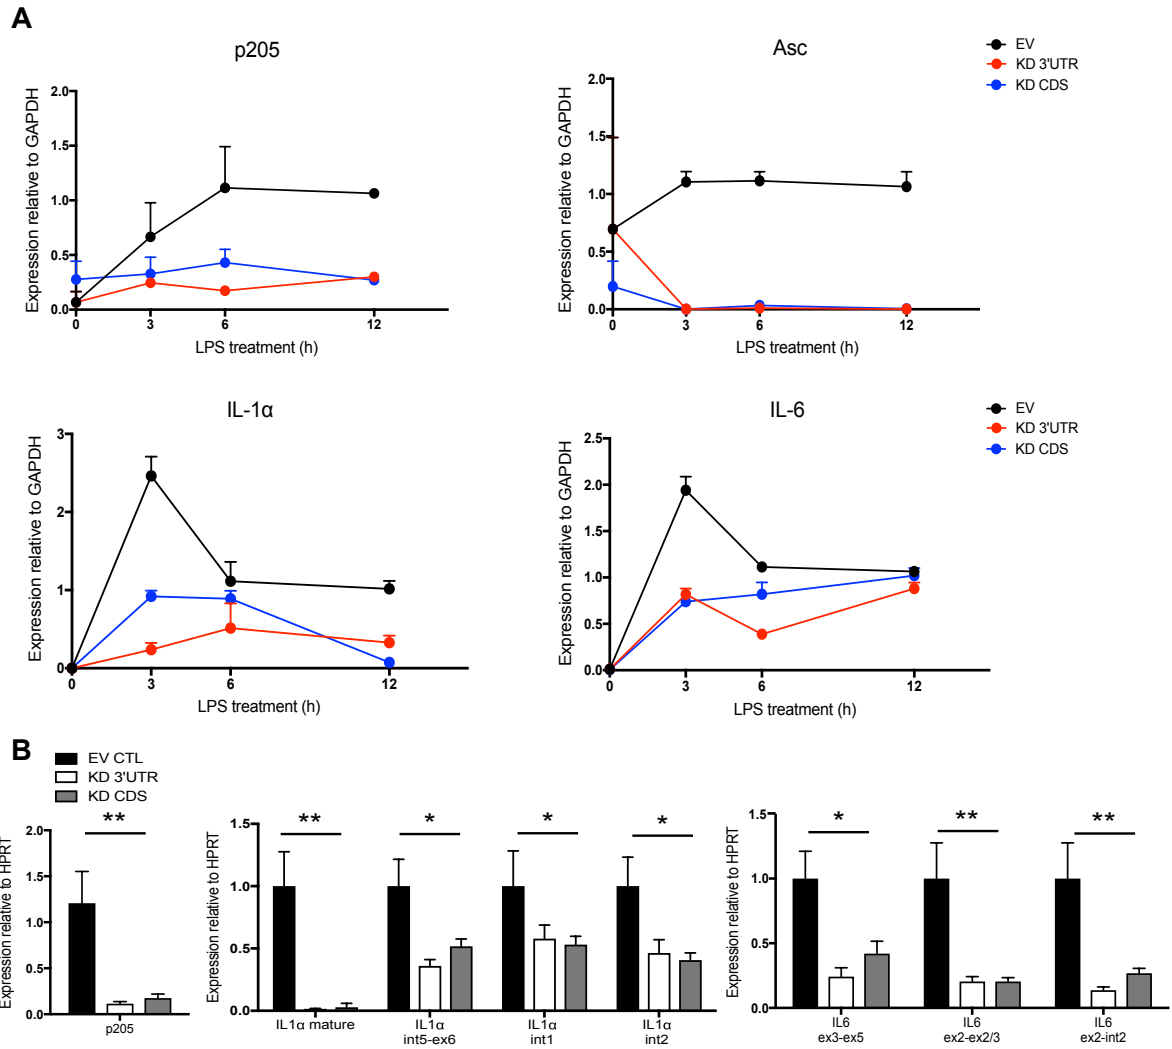 A
p205
Expression relative to GAPDH
2.0
1.5
1.0
0.5
0.0
0
3
6
12
LPS treatment (h)
Asc
Expression relative to GAPDH
2.0
1.5
1.0
0.5
0.0
0
3
6
12
LPS treatment (h)
EV
KD 3'UTR
KD CDS
IL-1α
Expression relative to GAPDH
3
2
1
0
0
3
6
12
LPS treatment (h)
IL-6
Expression relative to GAPDH
2.5
2.0
1.5
1.0
0.5
0.0
0
3
6
12
LPS treatment (h)
EV
KD 3'UTR
KD CDS
B
EV CTL
KD 3'UTR
KD CDS
Expression relative to HPRT
2.0
1.5
1.0
0.5
0.0
**
p205
Expression relative to HPRT
1.5
1.0
0.5
0.0
**
*
*
*
IL1α mature
IL1α
int5-ex6
IL1α
int1
IL1α
int2
Expression relative to HPRT
1.5
1.0
0.5
0.0
*
**
**
IL6
ex3-ex5
IL6
ex2-ex2/3
IL6
ex2-int2